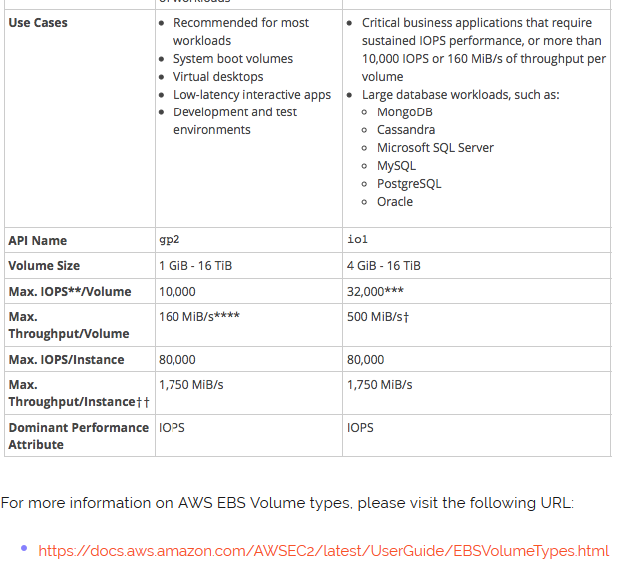 of workloads
Use Cases
• Recommended for most
workloads
• System boot volumes
• Virtual desktops
• Low-latency interactive apps
• Development and test
environments
• Critical business applications that require
sustained IOPS performance, or more than
10,000 IOPS or 160 MiB/s of throughput per
volume
• Large database workloads, such as:
◦ MongoDB
◦ Cassandra
◦ Microsoft SQL Server
◦ MySQL
◦ PostgreSQL
◦ Oracle
API Name gp2 io1
Volume Size 1 GiB - 16 TiB 4 GiB - 16 TiB
Max. IOPS**/Volume 10,000 32,000***
Max. 160 MiB/s**** 500 MiB/s†
Throughput/Volume
Max. IOPS/Instance 80,000 80,000
Max. 1,750 MiB/s 1,750 MiB/s
Throughput/Instance††
Dominant Performance IOPS IOPS
Attribute
For more information on AWS EBS Volume types, please visit the following URL:
• https://docs.aws.amazon.com/AWSEC2/latest/UserGuide/EBSVolumeTypes.html